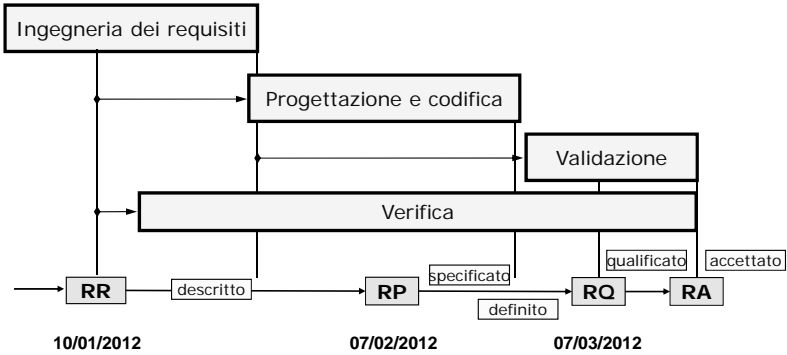 Ingegneria dei requisiti
Progettazione e codifica
Validazione
Verifica
qualificato
accettato
specificato
RR
descritto
RP
definito
RQ
RA
10/01/2012
07/02/2012
07/03/2012